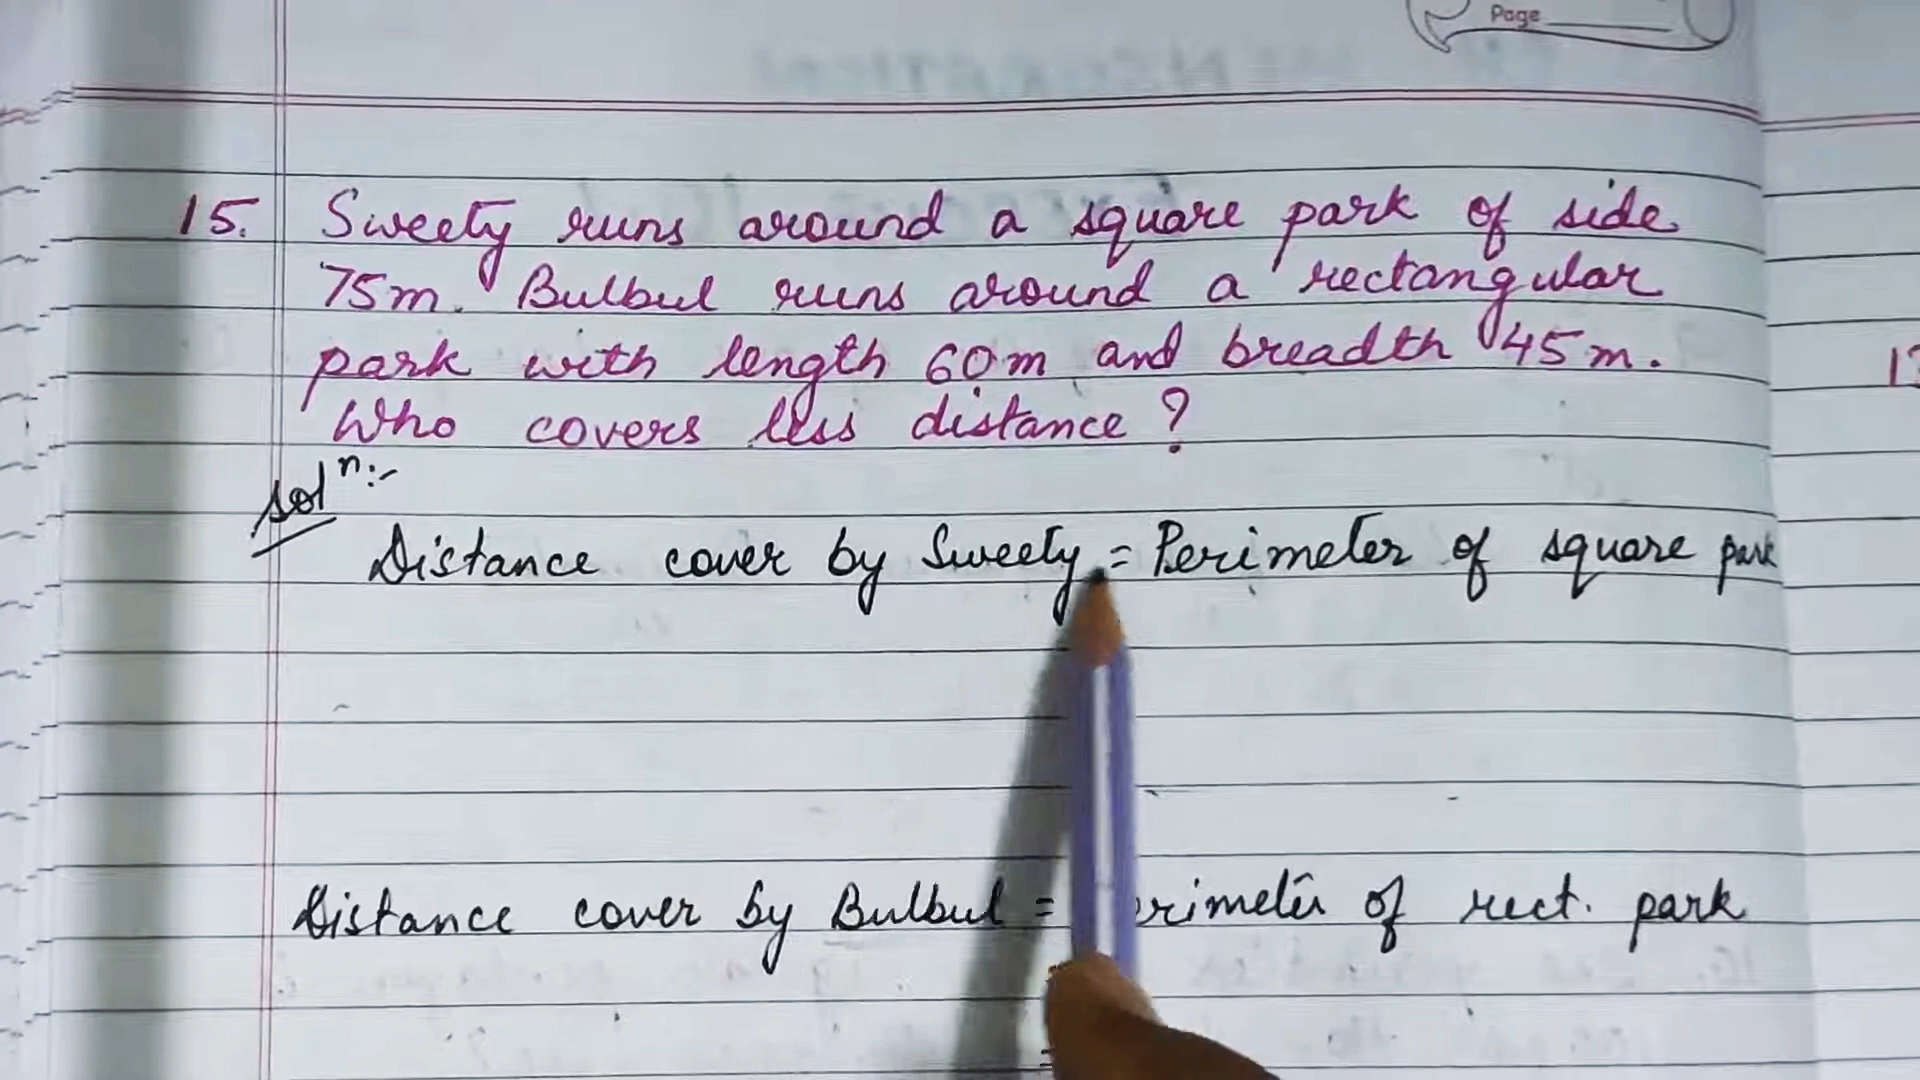 Page
15. Sweety runs around a square park of side
75m. Bulbul runs around a rectangular
park with length 60m and breadth 45m.
Who covers less distance?
Solⁿ:-
Distance cover by Sweety = Perimeter of square park
Distance cover by Bulbul = erimeter of rect. park
=